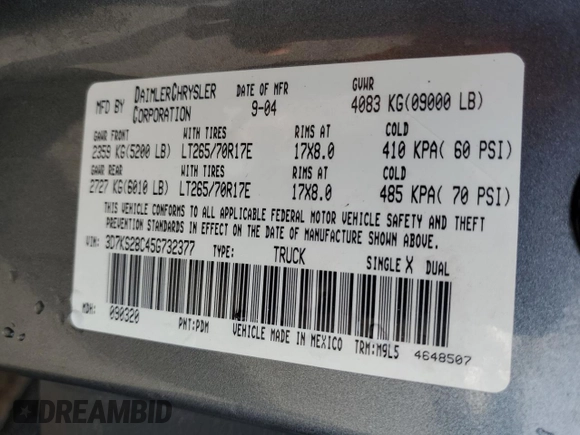 MFD BY DAIMLERCHRYSLER CORPORATION
DATE OF MFR 9-04
GVWR 4083 KG(09000 LB)
GAWR FRONT WITH TIRES RIMS AT COLD
2359 KG(5200 LB) LT265/70R17E 17X8.0 410 KPA( 60 PSI)
GAWR REAR WITH TIRES RIMS AT COLD
2727 KG(6010 LB) LT265/70R17E 17X8.0 485 KPA( 70 PSI)
THIS VEHICLE CONFORMS TO ALL APPLICABLE FEDERAL MOTOR VEHICLE SAFETY AND THEFT
PREVENTION STANDARDS IN EFFECT ON THE DATE OF MANUFACTURE SHOWN ABOVE.
VIN: 3D7KS28C45G732377 TYPE: TRUCK SINGLE X DUAL
MDH: 090320 PNT:PDM VEHICLE MADE IN MEXICO TRM:M9L5 4648507
DREAMBID